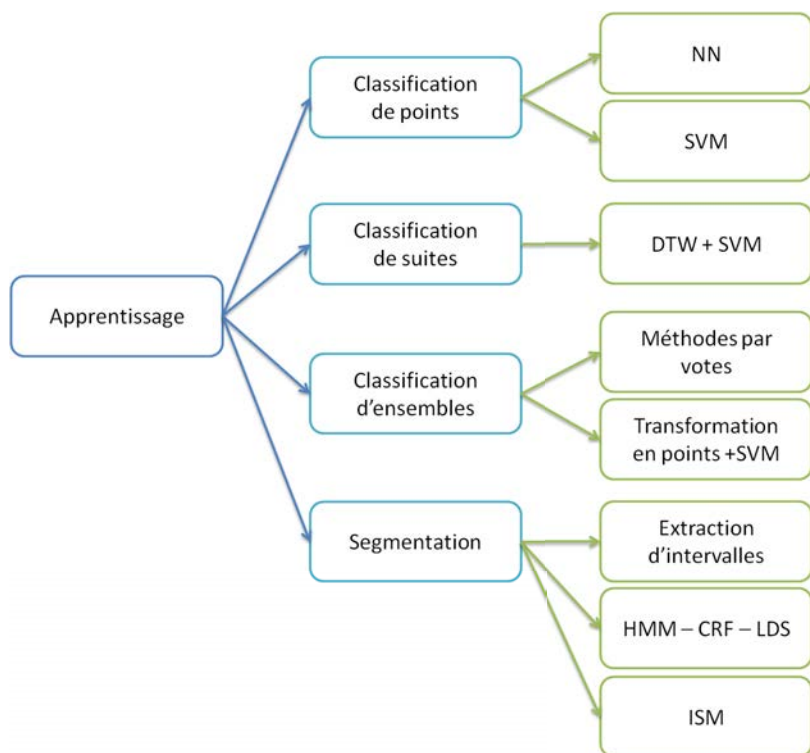 Apprentissage
Classification
de points
NN
SVM
Classification
de suites
DTW + SVM
Classification
d'ensembles
Méthodes par
votes
Transformation
en points +SVM
Segmentation
Extraction
d'intervalles
HMM – CRF – LDS
ISM